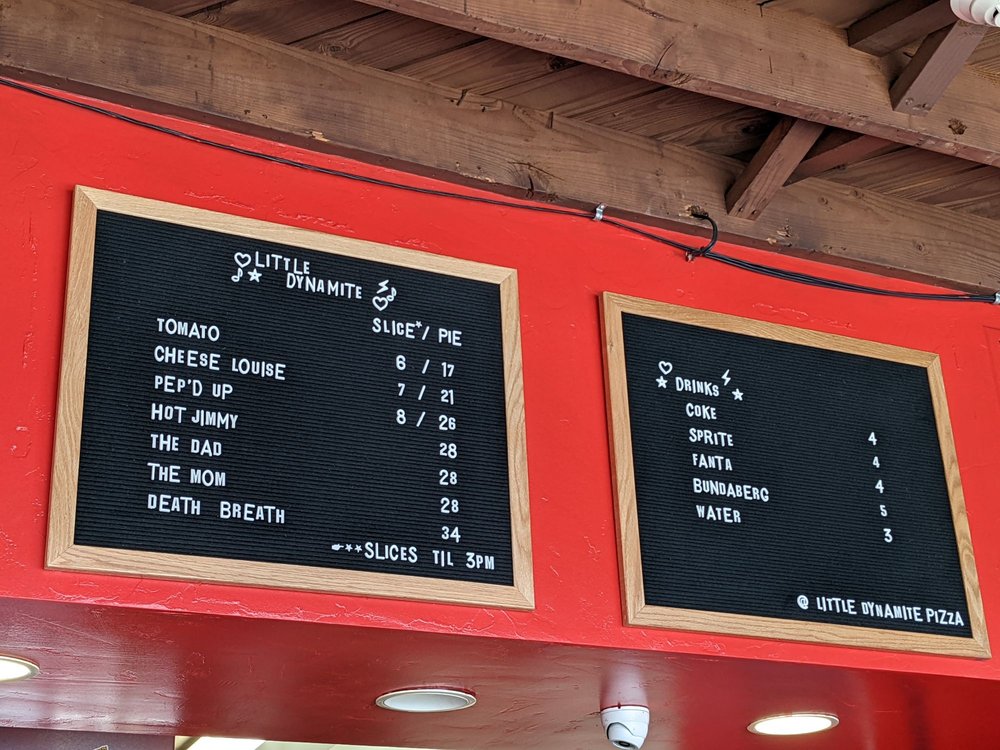 LITTLE
DYNAMITE
SLICE*/ PIE
TOMATO 6 / 17
CHEESE LOUISE 7 / 21
PEP'D UP 8 / 26
HOT JIMMY 28
THE DAD 28
THE MOM 28
DEATH BREATH 34
**SLICES TIL 3PM
DRINKS
COKE 4
SPRITE 4
FANTA 4
BUNDABERG 5
WATER 3
@ LITTLE DYNAMITE PIZZA